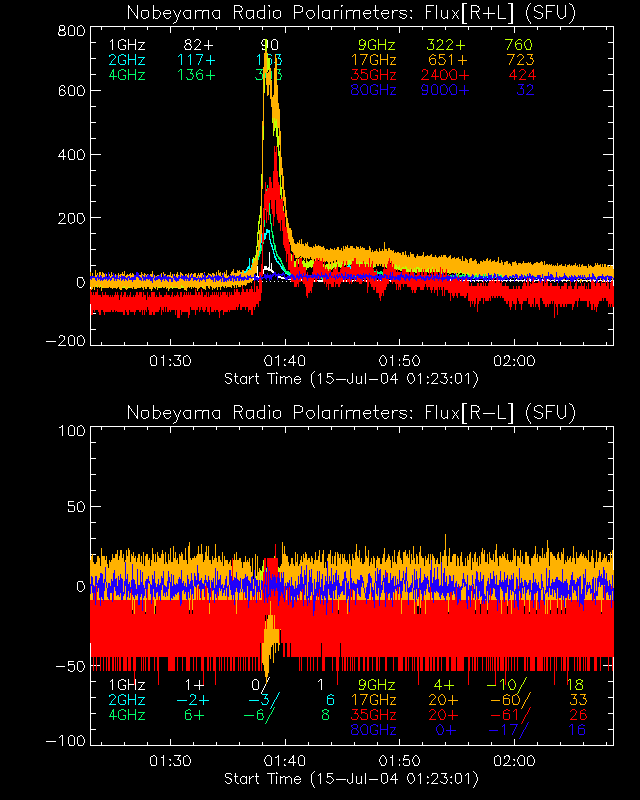 Nobeyama Radio Polarimeters: Flux[R+L] (SFU)
800
1GHz 82+ 90 9GHz 322+ 760
2GHz 117+ 17GHz 651+ 723
4GHz 136+ 35GHz 2400+ 424
80GHz 9000+ 32
600
400
200
0
−200
01:30 01:40 01:50 02:00
Start Time (15−Jul−04 01:23:01)
Nobeyama Radio Polarimeters: Flux[R−L] (SFU)
100
50
0
−50
1GHz 1+ 0/ 1 9GHz 4+ −10/ 18
2GHz −2+ −3/ 6 17GHz 20+ −60/ 33
4GHz 6+ −6/ 8 35GHz 20+ −61/ 26
80GHz 0+ −17/ 16
−100
01:30 01:40 01:50 02:00
Start Time (15−Jul−04 01:23:01)